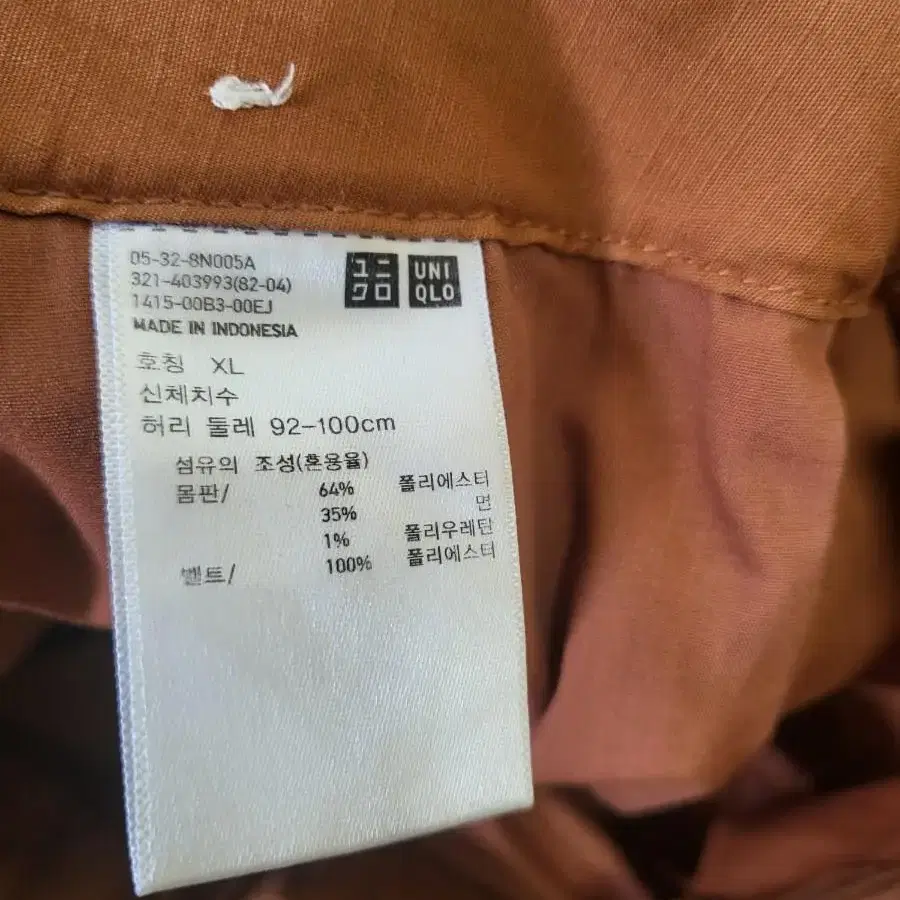 05-32-8N005A
321-403993(82-04)
1415-00B3-00EJ
MADE IN INDONESIA
ユニ
クロ
UNI
QLO
호칭 XL
신체치수
허리 둘레 92-100cm
섬유의 조성(혼용율)
몸판/ 64% 폴리에스터
35% 면
1% 폴리우레탄
벨트/ 100% 폴리에스터